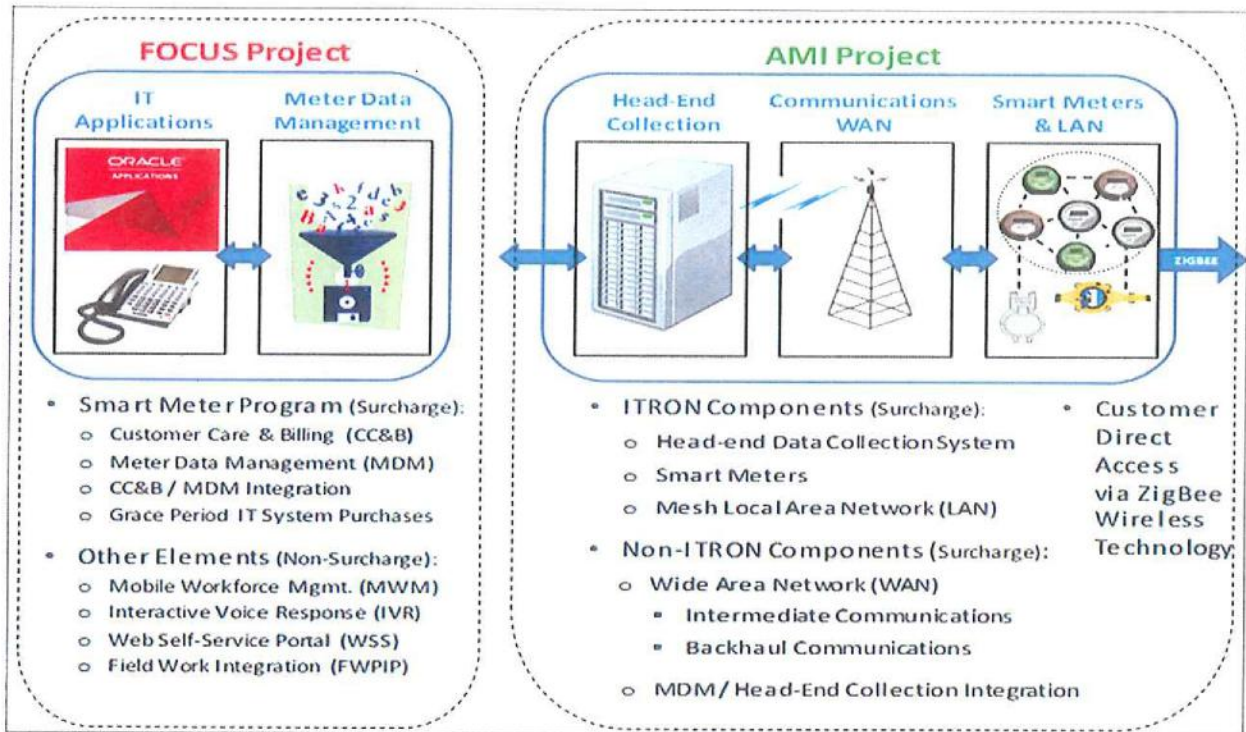 FOCUS Project
IT
Applications
Meter Data
Management
ORACLE
APPLICATIONS
• Smart Meter Program (Surcharge):
o Customer Care & Billing (CC&B)
o Meter Data Management (MDM)
o CC&B / MDM Integration
o Grace Period IT System Purchases
• Other Elements (Non-Surcharge):
o Mobile Workforce Mgmt. (MWM)
o Interactive Voice Response (IVR)
o Web Self-Service Portal (WSS)
o Field Work Integration (FWPIP)
AMI Project
Head-End
Collection
Communications
WAN
Smart Meters
& LAN
ZIGBEE
• ITRON Components (Surcharge):
o Head-end Data Collection System
o Smart Meters
o Mesh Local Area Network (LAN)
• Non-ITRON Components (Surcharge):
o Wide Area Network (WAN)
▪ Intermediate Communications
▪ Backhaul Communications
o MDM / Head-End Collection Integration
• Customer
Direct
Access
via ZigBee
Wireless
Technology